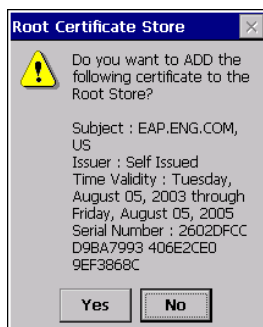 Root Certificate Store
Do you want to ADD the
following certificate to the
Root Store?
Subject : EAP.ENG.COM,
US
Issuer : Self Issued
Time Validity : Tuesday,
August 05, 2003 through
Friday, August 05, 2005
Serial Number : 2602DFCC
D9BA7993 406E2CE0
9EF3868C
Yes No